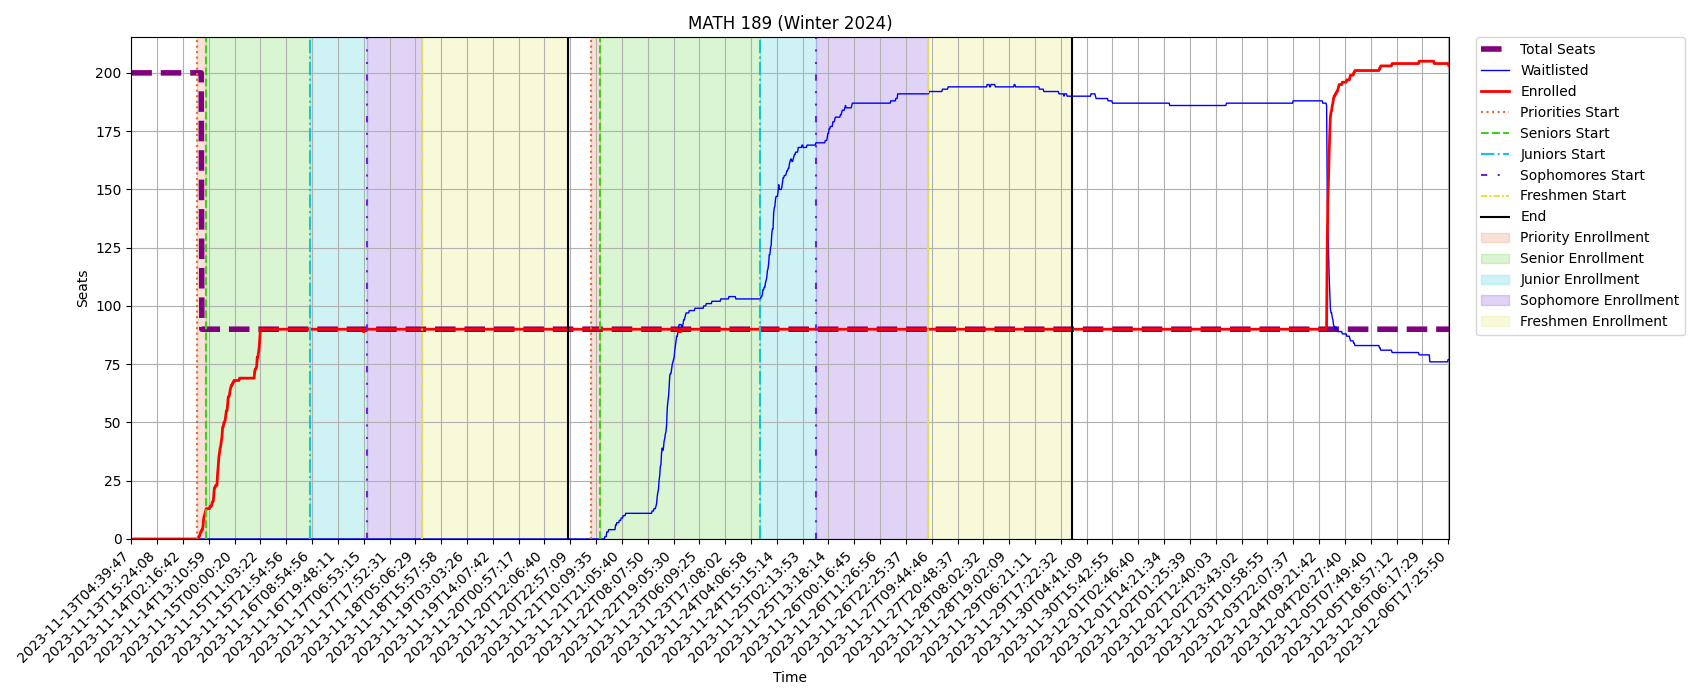 MATH 189 (Winter 2024)
Total Seats
Waitlisted
Enrolled
Priorities Start
Seniors Start
Juniors Start
Sophomores Start
Freshmen Start
End
Priority Enrollment
Senior Enrollment
Junior Enrollment
Sophomore Enrollment
Freshmen Enrollment
Seats
200
175
150
125
100
75
50
25
0
2023-11-13T04:39:47
2023-11-13T15:24:08
2023-11-14T02:16:42
2023-11-14T13:10:59
2023-11-15T00:00:20
2023-11-15T11:03:22
2023-11-15T21:54:56
2023-11-16T08:54:56
2023-11-16T19:48:11
2023-11-17T06:53:15
2023-11-17T17:52:31
2023-11-18T05:06:29
2023-11-18T15:57:58
2023-11-19T03:03:26
2023-11-19T14:07:42
2023-11-20T00:57:17
2023-11-20T12:06:40
2023-11-20T22:57:09
2023-11-21T10:09:35
2023-11-21T21:05:40
2023-11-22T08:07:50
2023-11-22T19:05:30
2023-11-23T06:09:25
2023-11-23T17:08:02
2023-11-24T04:06:58
2023-11-24T15:15:14
2023-11-25T02:13:53
2023-11-25T13:18:14
2023-11-26T00:16:45
2023-11-26T11:26:56
2023-11-26T22:25:37
2023-11-27T09:44:46
2023-11-27T20:48:37
2023-11-28T08:02:32
2023-11-28T19:02:09
2023-11-29T06:21:11
2023-11-29T17:22:32
2023-11-30T04:41:09
2023-11-30T15:42:55
2023-12-01T02:46:40
2023-12-01T14:21:34
2023-12-02T01:25:39
2023-12-02T12:40:03
2023-12-02T23:43:02
2023-12-03T10:58:55
2023-12-03T22:07:37
2023-12-04T09:21:42
2023-12-04T20:27:40
2023-12-05T07:49:40
2023-12-05T18:57:12
2023-12-06T06:17:29
2023-12-06T17:25:50
Time